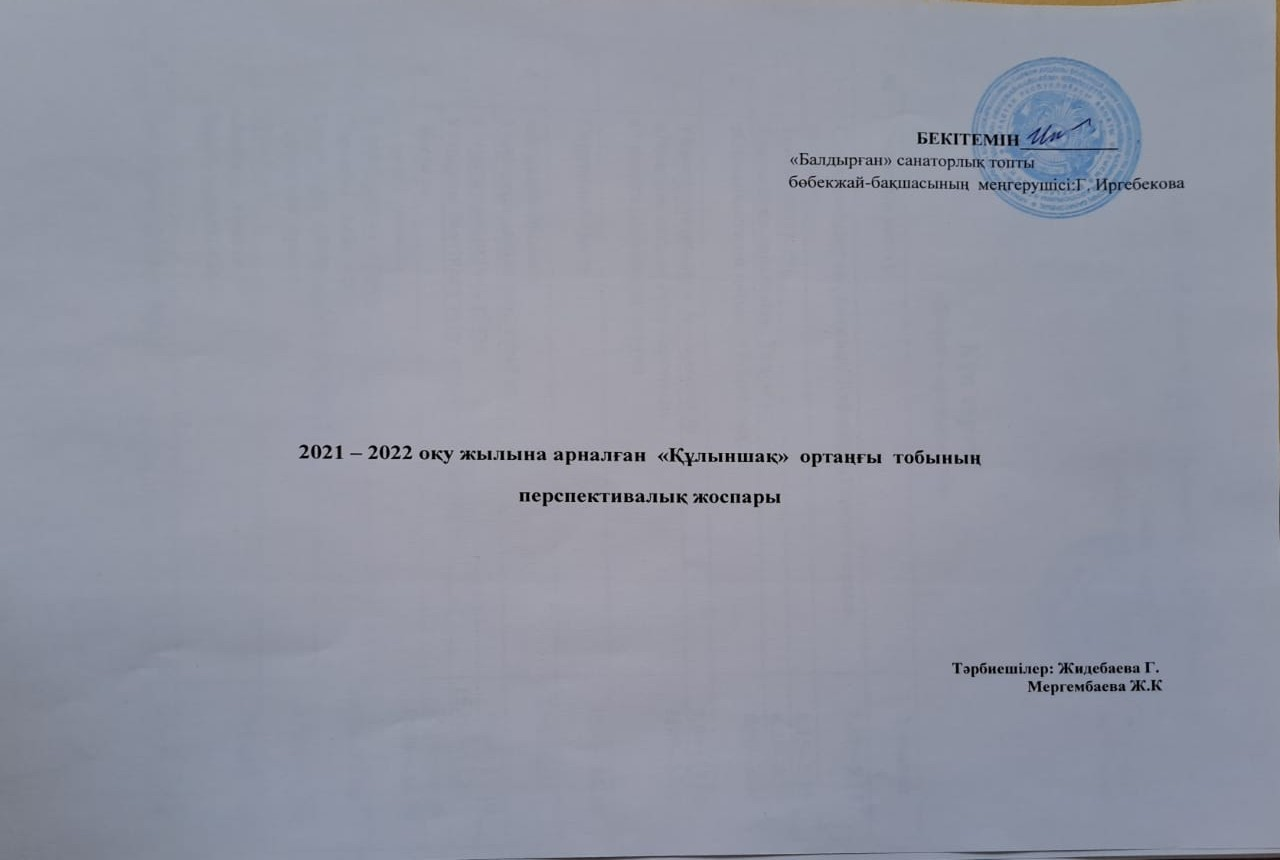 БЕКІТЕМІН
«Балдырған» санаторлық топты
бөбекжай-бақшасының меңгерушісі:Г. Иргебекова
2021 – 2022 оқу жылына арналған «Құлыншақ» ортаңғы тобының
перспективалық жоспары
Тәрбиешілер: Жидебаева Г.
Мергембаева Ж.К